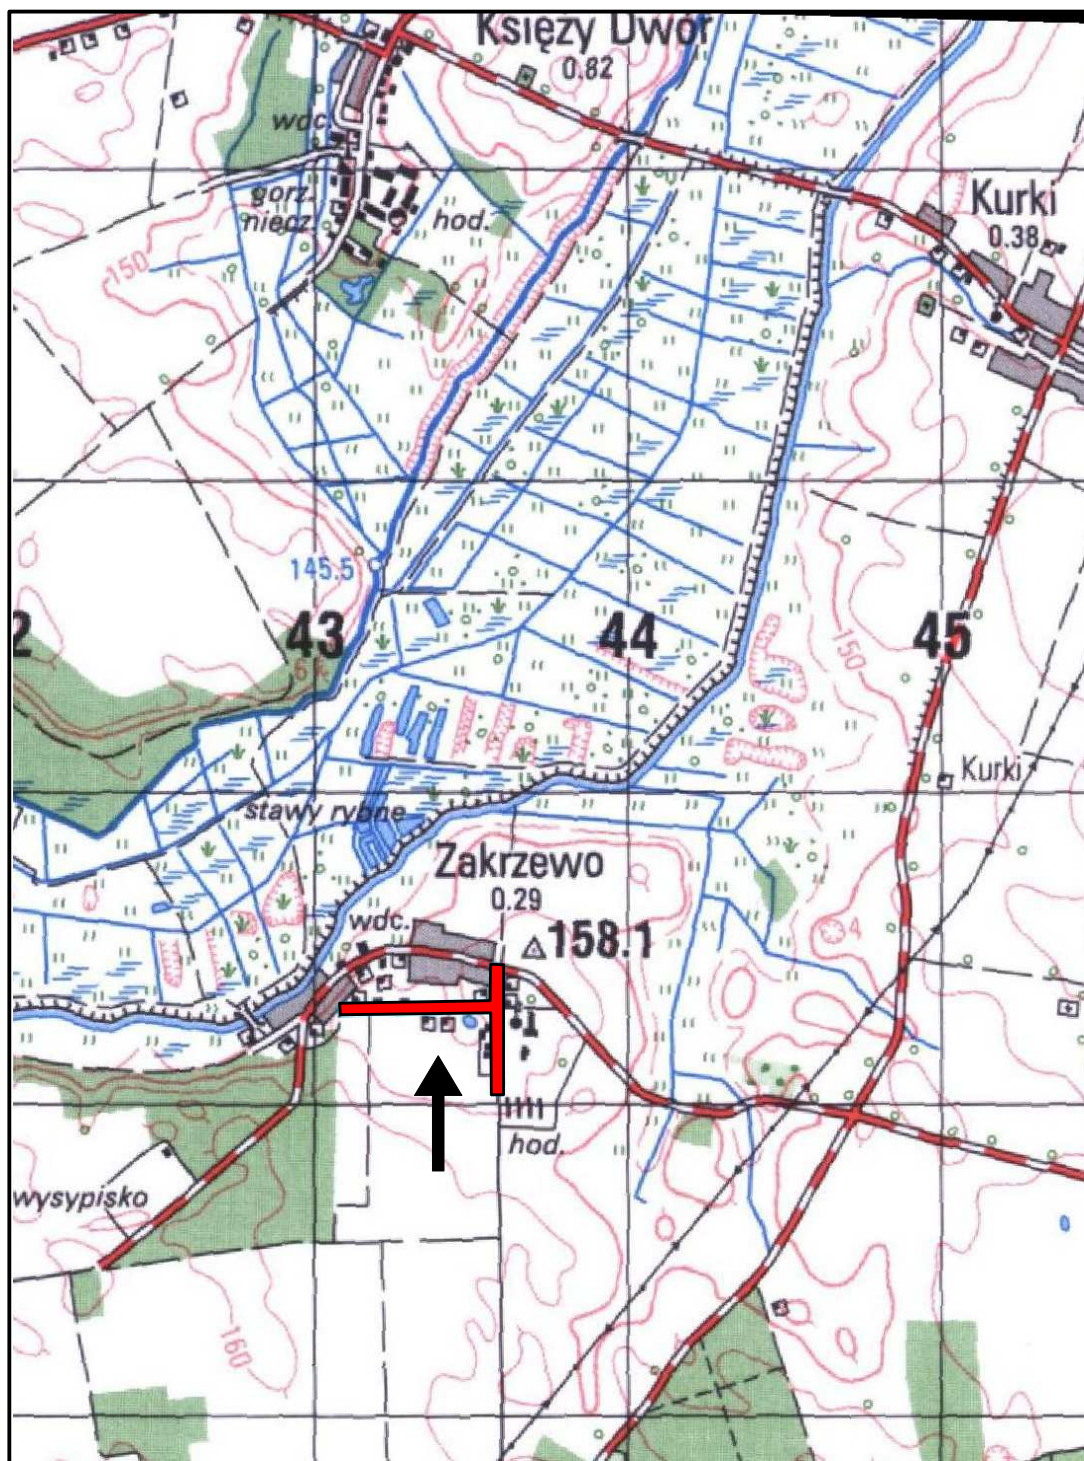 Księży Dwór
0.82
wdc.
gorz.
niecz.
hod.
Kurki
0.38
150
145.5
2
43
44
45
150
Kurki
stawy rybne
Zakrzewo
0.29
wdc.
158.1
4
hod.
wysypisko
160